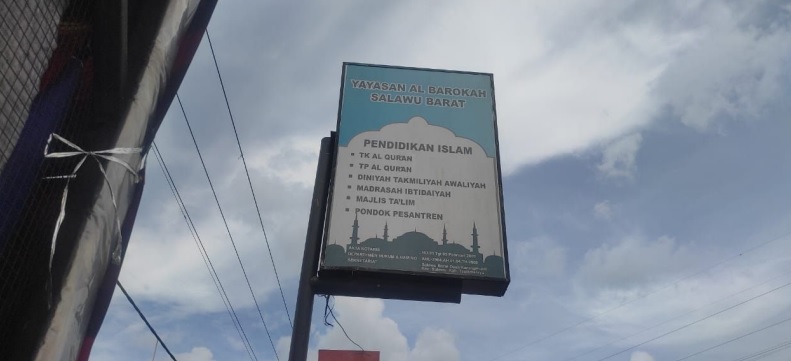 YAYASAN AL BAROKAH
SALAWU BARAT
PENDIDIKAN ISLAM
• TK AL QUR'AN
• TP AL QUR'AN
• DINIYAH TAKMILIYAH AWALIYAH
• MADRASAH IBTIDAIYAH
• MAJLIS TA'LIM
• PONDOK PESANTREN